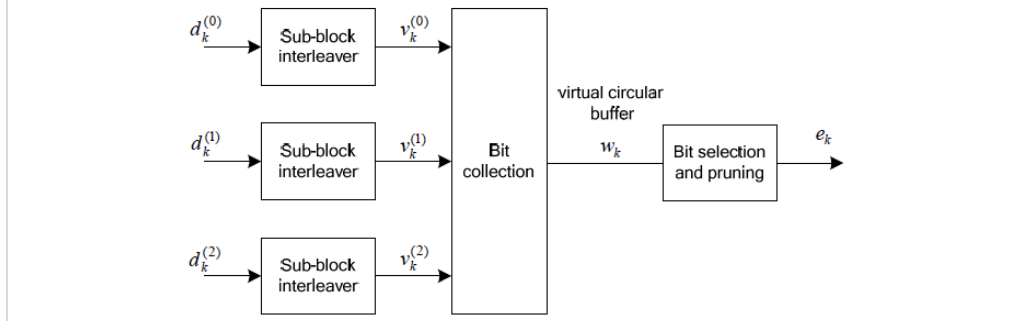 d_k^{(0)}
Sub-block
interleaver
v_k^{(0)}
virtual circular
buffer
d_k^{(1)}
Sub-block
interleaver
v_k^{(1)}
Bit
collection
w_k
Bit selection
and pruning
e_k
d_k^{(2)}
Sub-block
interleaver
v_k^{(2)}